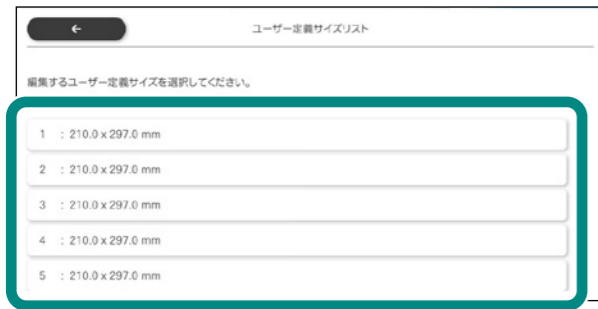 ユーザー定義サイズリスト
編集するユーザー定義サイズを選択してください。
1 : 210.0 x 297.0 mm
2 : 210.0 x 297.0 mm
3 : 210.0 x 297.0 mm
4 : 210.0 x 297.0 mm
5 : 210.0 x 297.0 mm